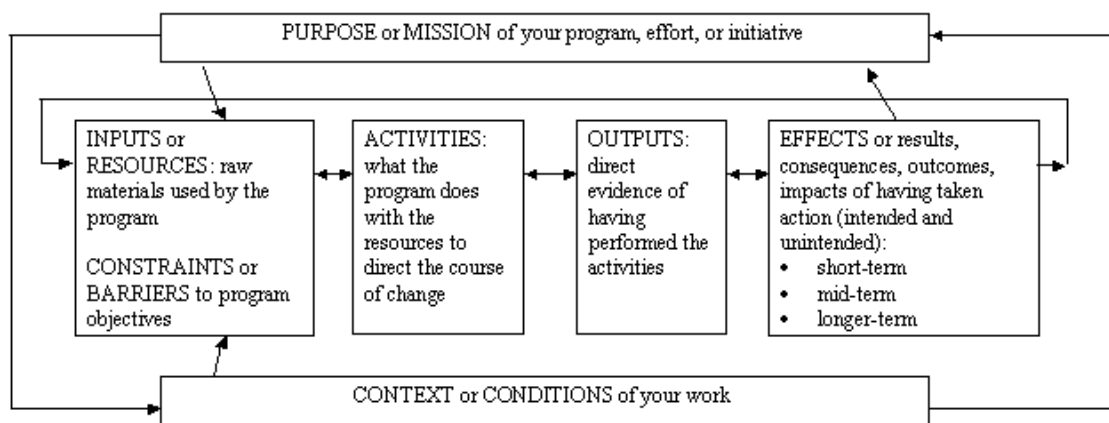 PURPOSE or MISSION of your program, effort, or initiative
INPUTS or
RESOURCES: raw
materials used by the
program
CONSTRAINTS or
BARRIERS to program
objectives
ACTIVITIES:
what the
program does
with the
resources to
direct the course
of change
OUTPUTS:
direct
evidence of
having
performed the
activities
EFFECTS or results,
consequences, outcomes,
impacts of having taken
action (intended and
unintended):
• short-term
• mid-term
• longer-term
CONTEXT or CONDITIONS of your work